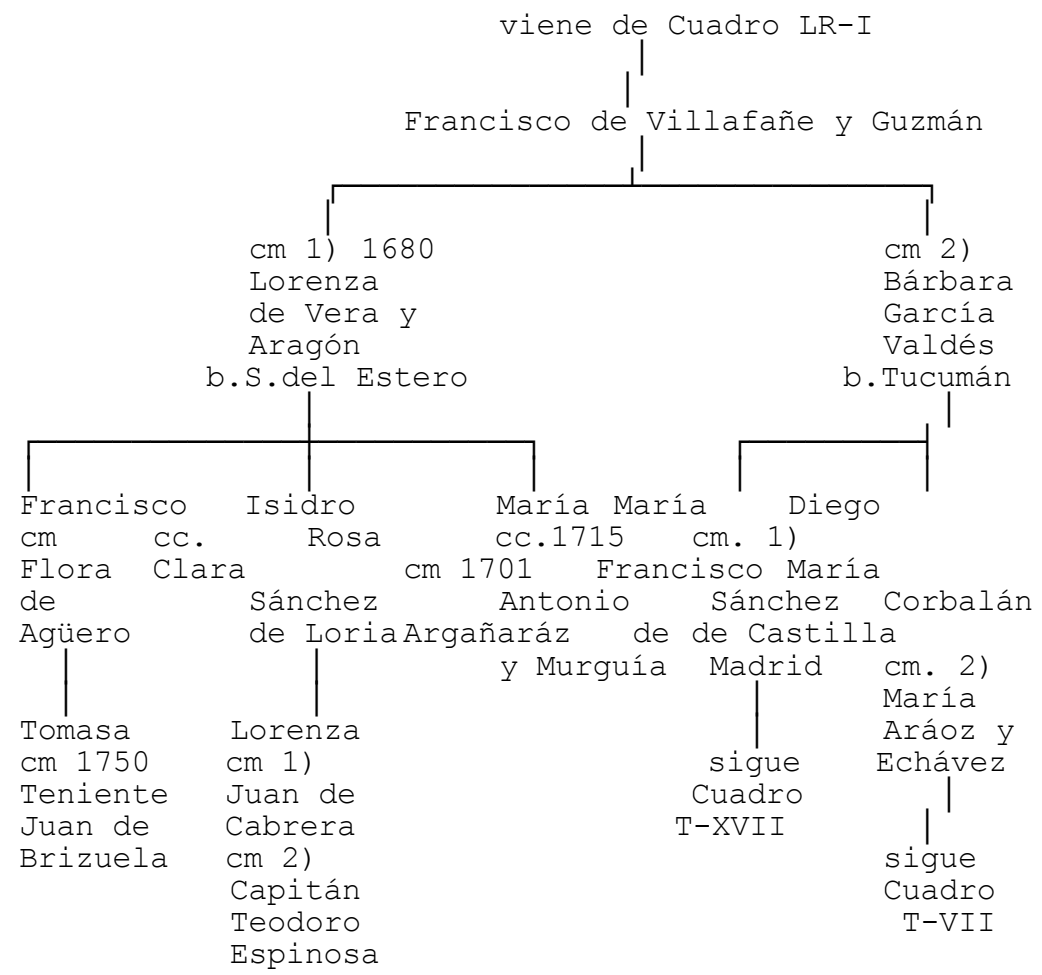 viene de Cuadro LR-I
Francisco de Villafañe y Guzmán
cm 1) 1680 cm 2)
Lorenza Bárbara
de Vera y García
Aragón Valdés
b.S.del Estero b.Tucumán
Francisco Isidro María María Diego
cm cc. Rosa cc.1715 cm. 1)
Flora Clara cm 1701 Francisco María
de Sánchez Antonio Sánchez Corbalán
Agüero de Loria Argañaráz de de Castilla
y Murguía Madrid cm. 2)
María
Tomasa Lorenza Aráoz y
cm 1750 cm 1) sigue Echávez
Teniente Juan de Cuadro
Juan de Cabrera T-XVII
Brizuela cm 2) sigue
Capitán Cuadro
Teodoro T-VII
Espinosa